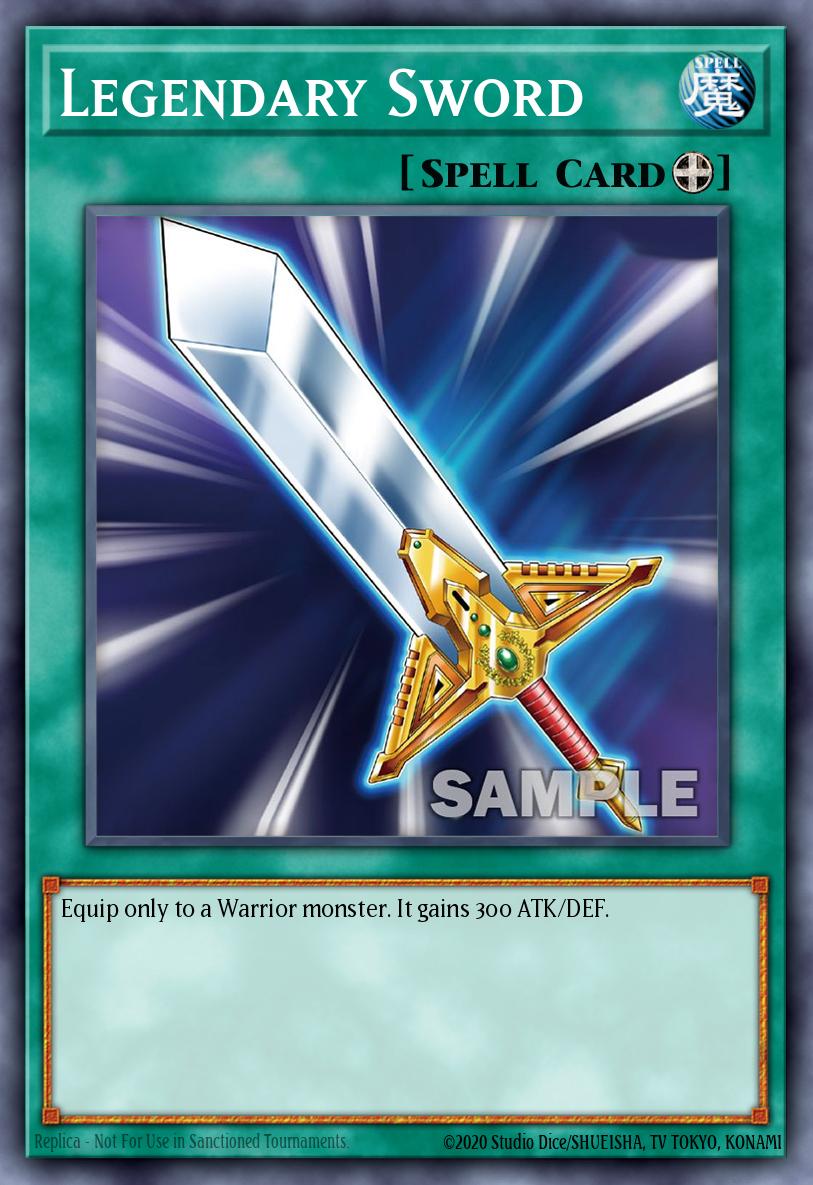 Legendary Sword
SPELL
魔
[Spell Card]
SAMPLE
Equip only to a Warrior monster. It gains 300 ATK/DEF.
Replica - Not For Use in Sanctioned Tournaments.
©2020 Studio Dice/SHUEISHA, TV TOKYO, KONAMI